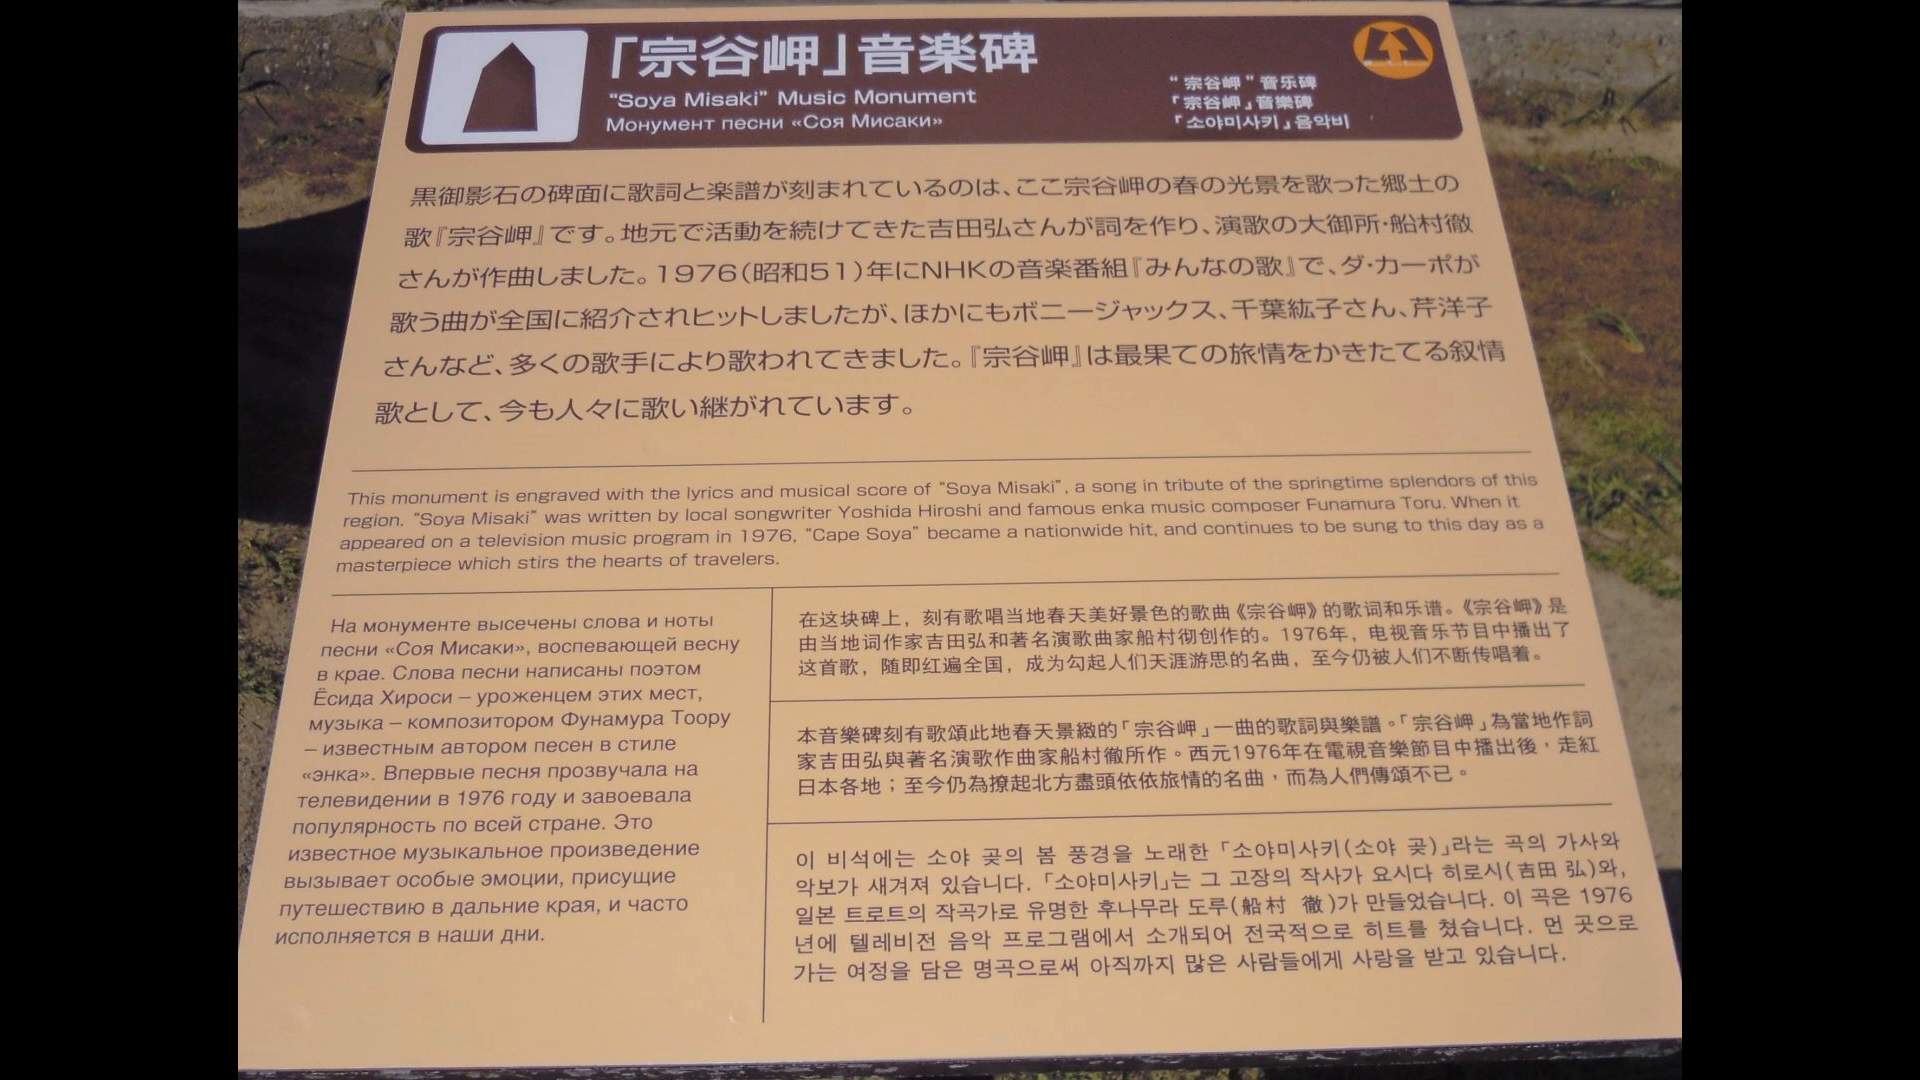 「宗谷岬」音楽碑
"Soya Misaki" Music Monument
Монумент песни «Соя Мисаки»
"宗谷岬"音乐碑
「宗谷岬」音樂碑
「소야미사키」음악비
黒御影石の碑面に歌詞と楽譜が刻まれているのは、ここ宗谷岬の春の光景を歌った郷土の
歌『宗谷岬』です。地元で活動を続けてきた吉田弘さんが詞を作り、演歌の大御所・船村徹
さんが作曲しました。1976(昭和51)年にNHKの音楽番組『みんなの歌』で、ダ・カーポが
歌う曲が全国に紹介されヒットしましたが、ほかにもボニージャックス、千葉紘子さん、芹洋子
さんなど、多くの歌手により歌われてきました。『宗谷岬』は最果ての旅情をかきたてる叙情
歌として、今も人々に歌い継がれています。
This monument is engraved with the lyrics and musical score of "Soya Misaki", a song in tribute of the springtime splendors of this
region. "Soya Misaki" was written by local songwriter Yoshida Hiroshi and famous enka music composer Funamura Toru. When it
appeared on a television music program in 1976, "Cape Soya" became a nationwide hit, and continues to be sung to this day as a
masterpiece which stirs the hearts of travelers.
На монументе высечены слова и ноты
песни «Соя Мисаки», воспевающей весну
в крае. Слова песни написаны поэтом
Ёсида Хироси – уроженцем этих мест,
музыка – композитором Фунамура Тоору
– известным автором песен в стиле
«энка». Впервые песня прозвучала на
телевидении в 1976 году и завоевала
популярность по всей стране. Это
известное музыкальное произведение
вызывает особые эмоции, присущие
путешествию в дальние края, и часто
исполняется в наши дни.
在这块碑上，刻有歌唱当地春天美好景色的歌曲《宗谷岬》的歌词和乐谱。《宗谷岬》是
由当地词作家吉田弘和著名演歌曲家船村彻创作的。1976年，电视音乐节目中播出了
这首歌，随即红遍全国，成为勾起人们天涯游思的名曲，至今仍被人们不断传唱着。
本音樂碑刻有歌頌此地春天景緻的「宗谷岬」一曲的歌詞與樂譜。「宗谷岬」為當地作詞
家吉田弘與著名演歌作曲家船村徹所作。西元1976年在電視音樂節目中播出後，走紅
日本各地；至今仍為撩起北方盡頭依依旅情的名曲，而為人們傳頌不已。
이 비석에는 소야 곶의 봄 풍경을 노래한 「소야미사키(소야 곶)」라는 곡의 가사와
악보가 새겨져 있습니다. 「소야미사키」는 그 고장의 작사가 요시다 히로시(吉田 弘)와,
일본 트로트의 작곡가로 유명한 후나무라 도루(船村 徹)가 만들었습니다. 이 곡은 1976
년에 텔레비전 음악 프로그램에서 소개되어 전국적으로 히트를 쳤습니다. 먼 곳으로
가는 여정을 담은 명곡으로써 아직까지 많은 사람들에게 사랑을 받고 있습니다.